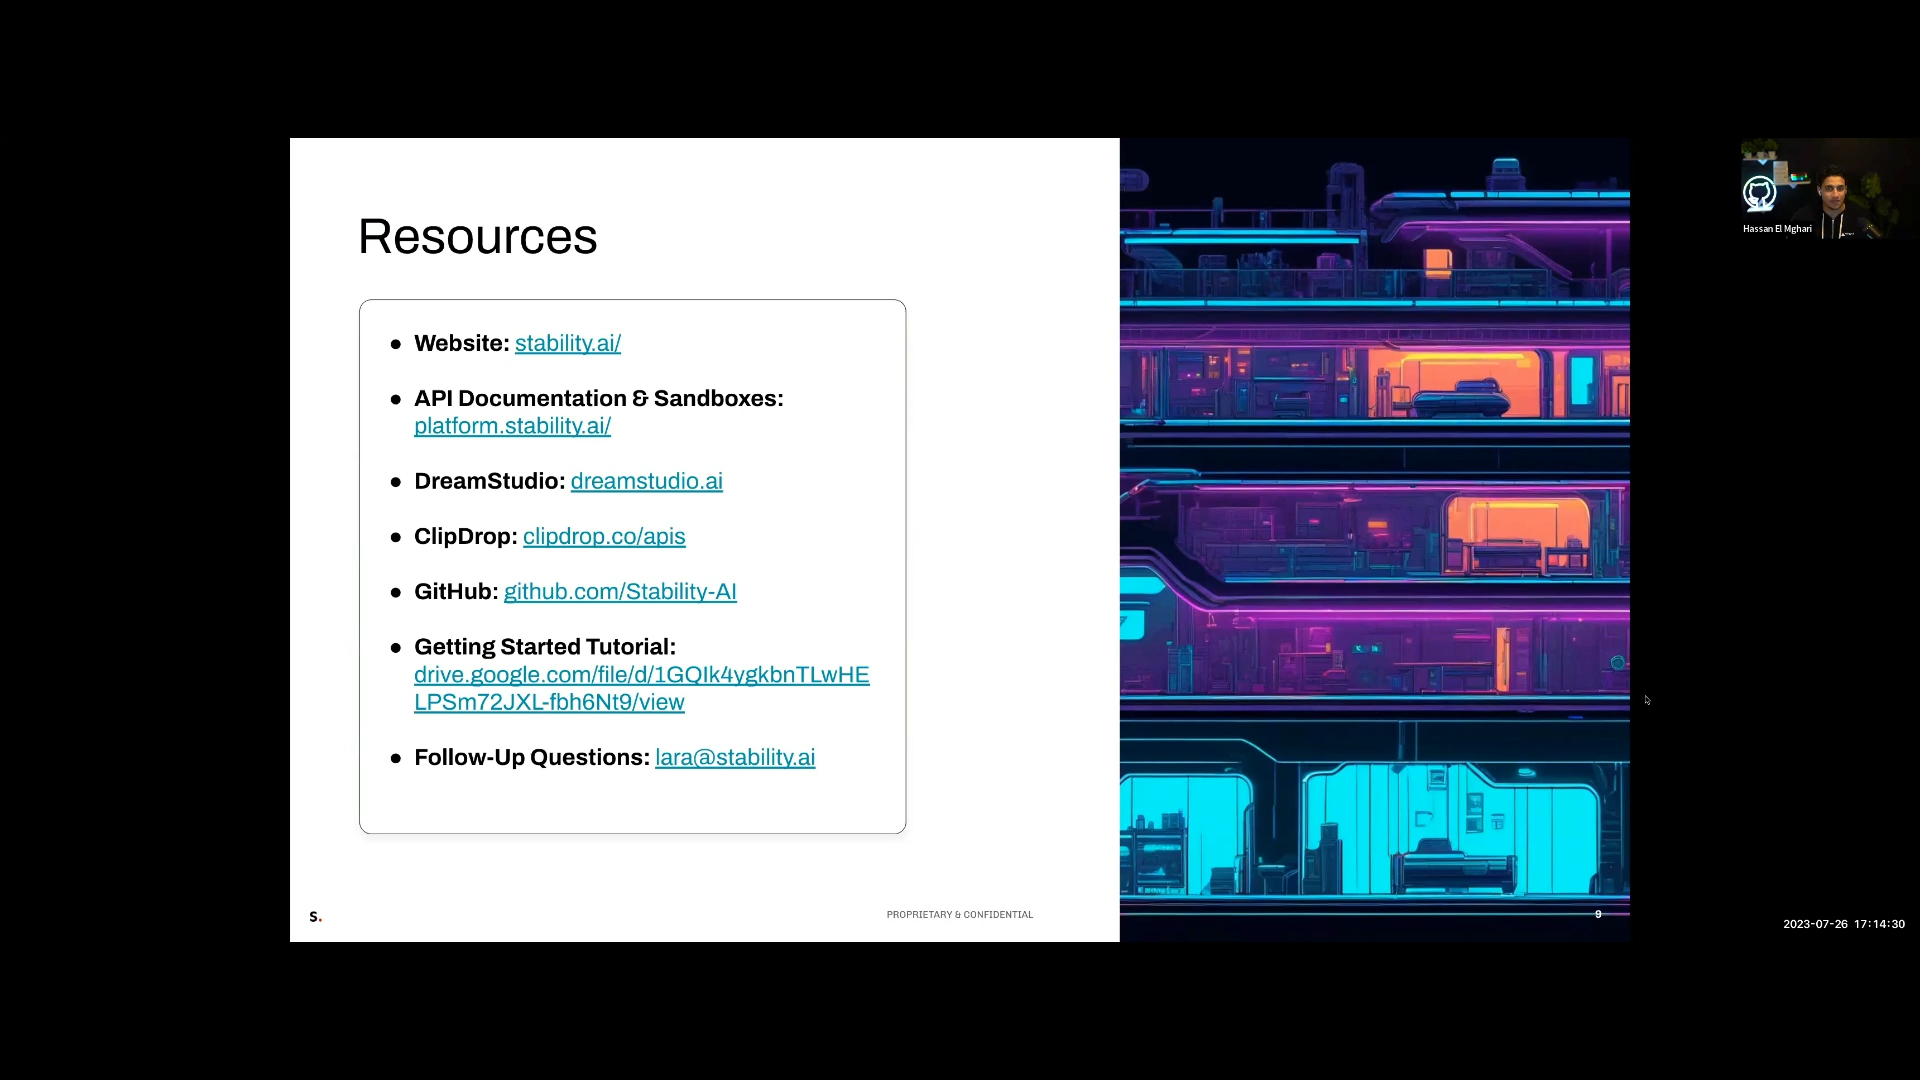 Resources
● Website: stability.ai/
● API Documentation & Sandboxes:
platform.stability.ai/
● DreamStudio: dreamstudio.ai
● ClipDrop: clipdrop.co/apis
● GitHub: github.com/Stability-AI
● Getting Started Tutorial:
drive.google.com/file/d/1GQIk4ygkbnTLwHE
LPSm72JXL-fbh6Nt9/view
● Follow-Up Questions: lara@stability.ai
s.
PROPRIETARY & CONFIDENTIAL
9
Hassan El Mghari
2023-07-26 17:14:30